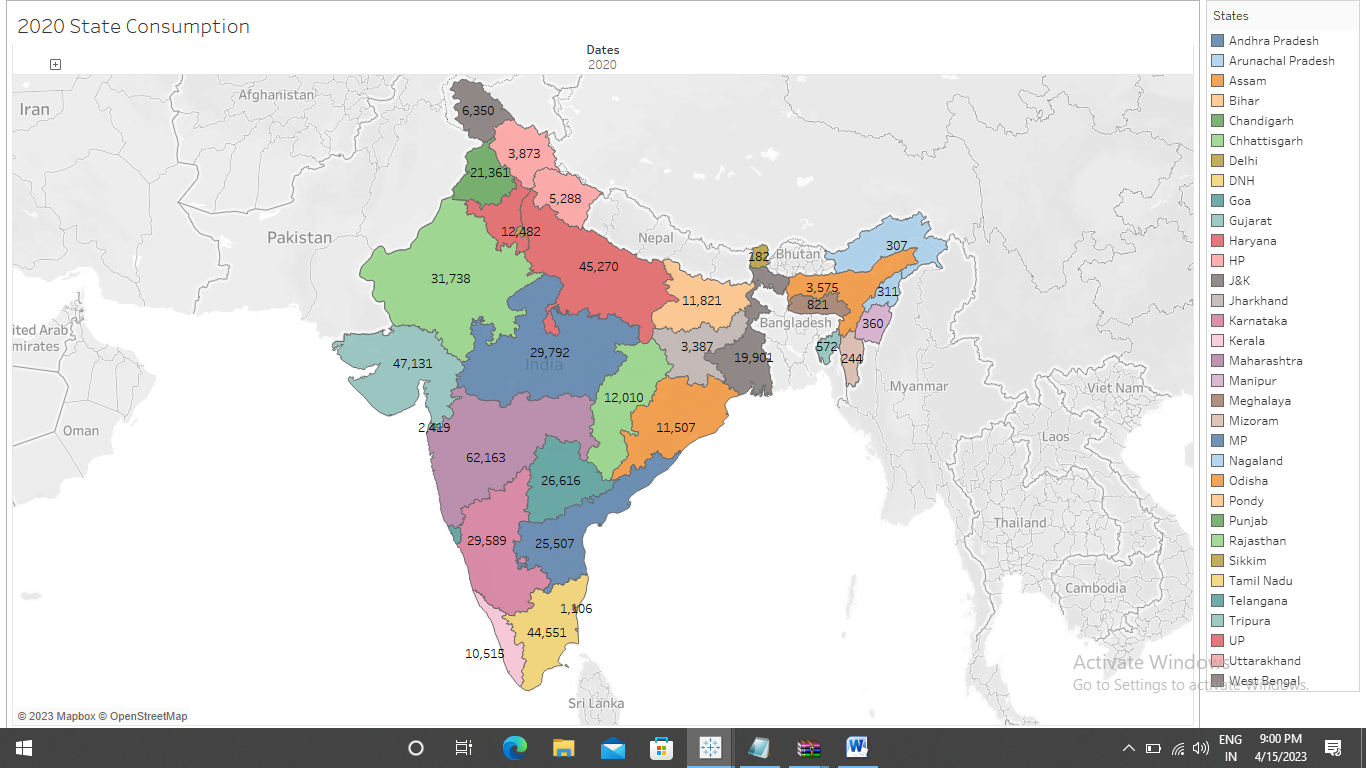 2020 State Consumption
Dates
2020
Iran
Afghanistan
Pakistan
ited Arab
mirates
Oman
Nepal
Bhutan
Bangladesh
India
Myanmar
Viet Nam
Laos
Thailand
Cambodia
Sri Lanka
6,350
3,873
21,361
5,288
12,482
31,738
45,270
182
307
3,575
311
821
11,821
360
572
244
3,387
19,901
29,792
47,131
12,010
2,419
11,507
62,163
26,616
29,589
25,507
1,106
44,551
10,515
© 2023 Mapbox © OpenStreetMap
States
Andhra Pradesh
Arunachal Pradesh
Assam
Bihar
Chandigarh
Chhattisgarh
Delhi
DNH
Goa
Gujarat
Haryana
HP
J&K
Jharkhand
Karnataka
Kerala
Maharashtra
Manipur
Meghalaya
Mizoram
MP
Nagaland
Odisha
Pondy
Punjab
Rajasthan
Sikkim
Tamil Nadu
Telangana
Tripura
UP
Uttarakhand
West Bengal
Activate Windows
Go to Settings to activate Windows.
ENG
IN
9:00 PM
4/15/2023